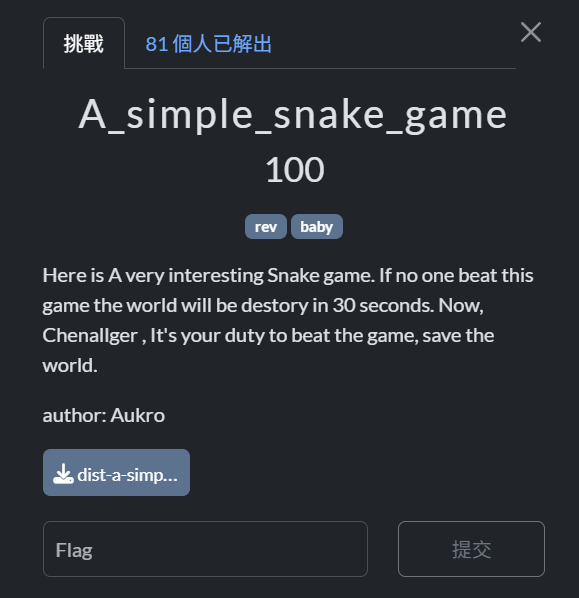 挑戰
81 個人已解出
A_simple_snake_game
100
rev baby
Here is A very interesting Snake game. If no one beat this
game the world will be destory in 30 seconds. Now,
Chenallger , It's your duty to beat the game, save the
world.
author: Aukro
dist-a-simp...
Flag
提交